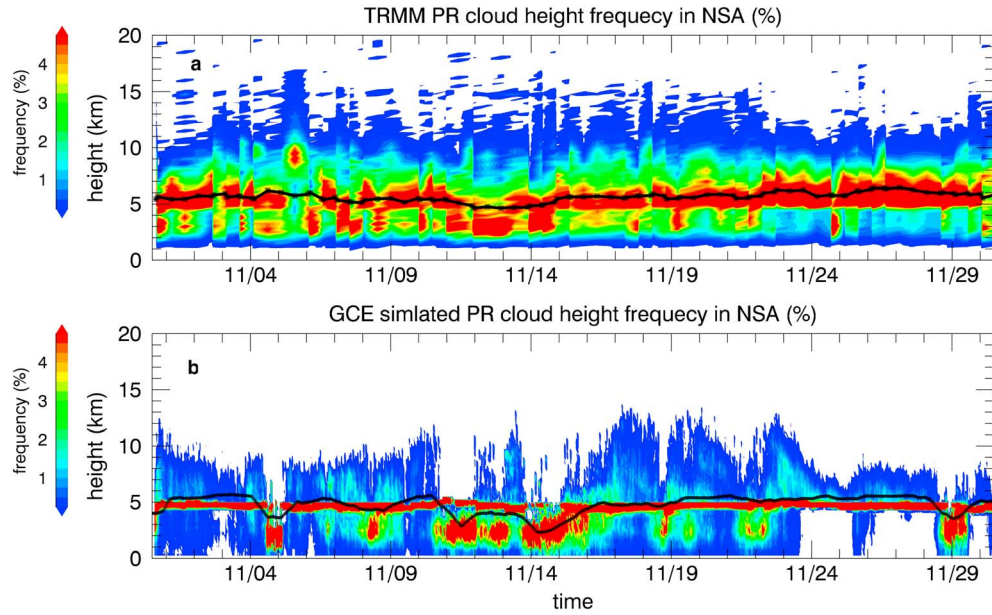 TRMM PR cloud height frequecy in NSA (%)
20
15
10
5
0
height (km)
a
frequency (%)
4
3
2
1
11/04 11/09 11/14 11/19 11/24 11/29
GCE simlated PR cloud height frequecy in NSA (%)
20
15
10
5
0
height (km)
b
frequency (%)
4
3
2
1
11/04 11/09 11/14 11/19 11/24 11/29
time